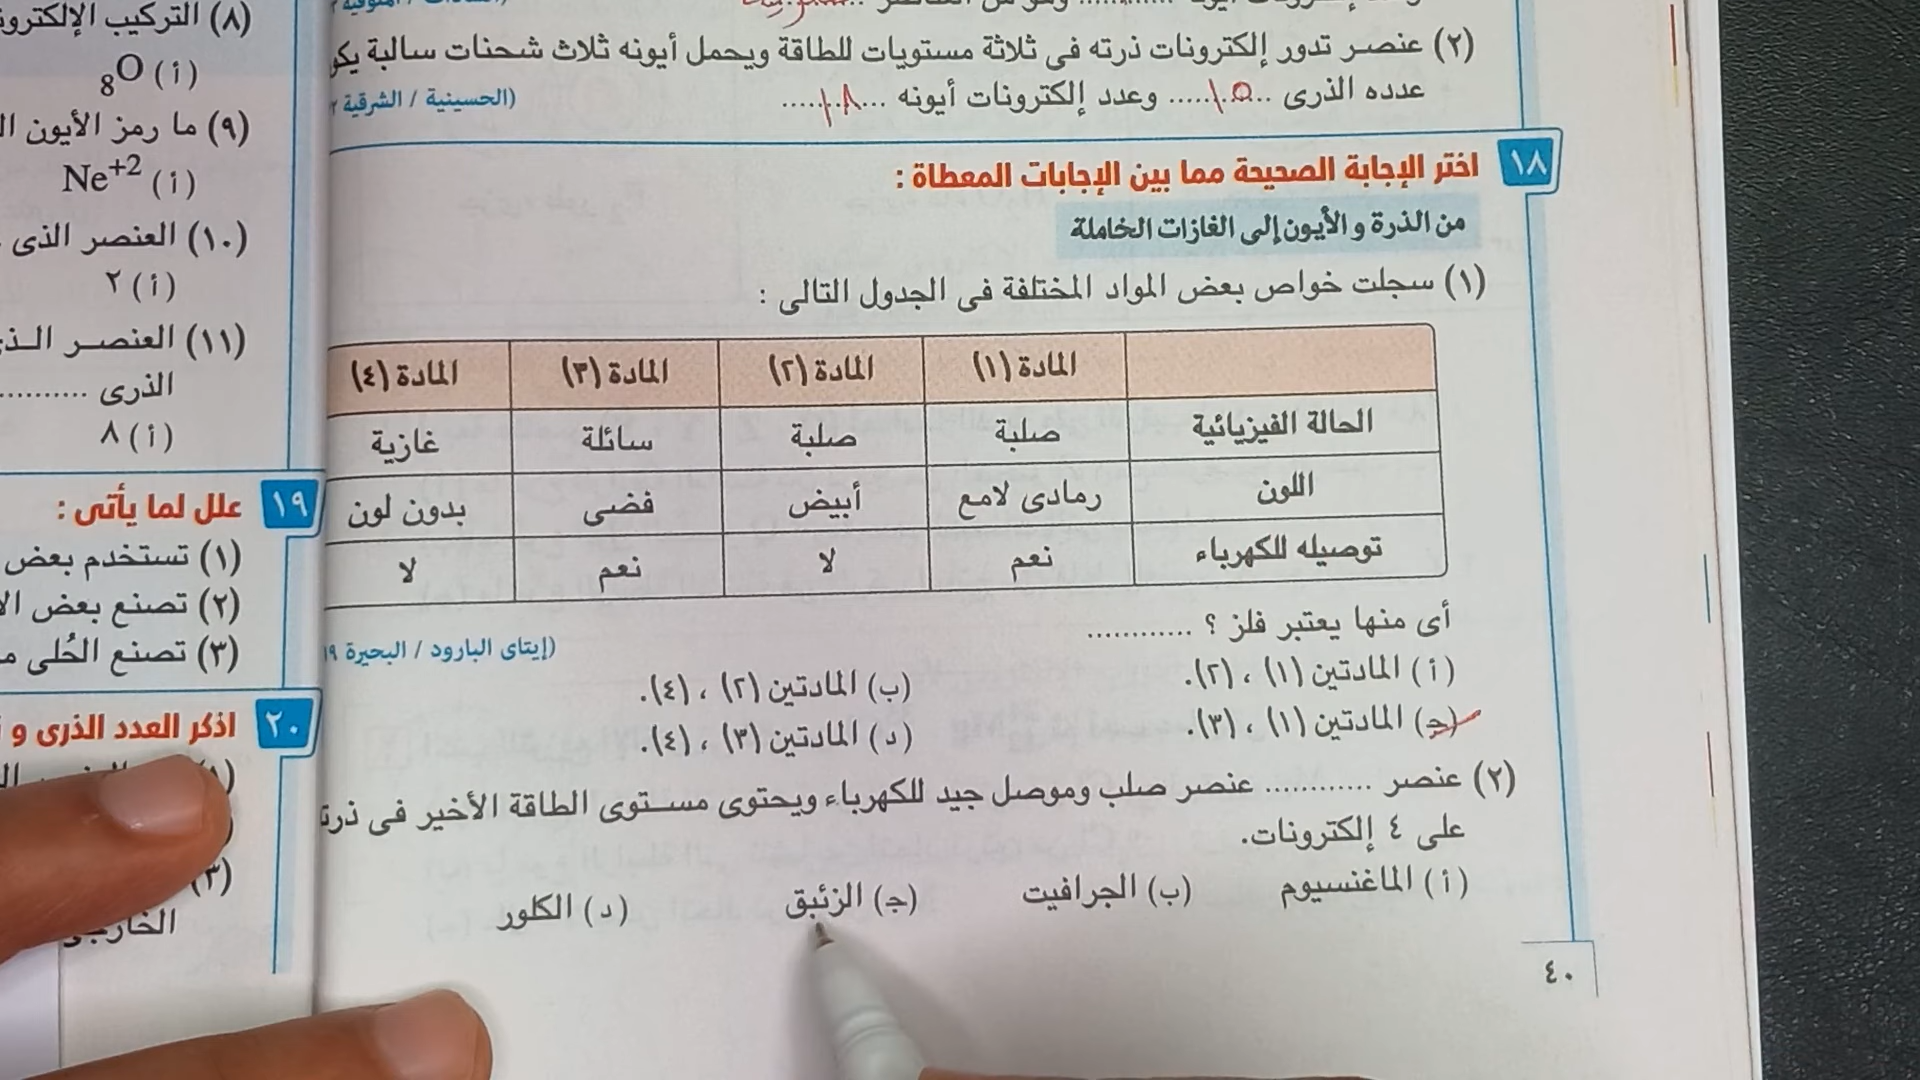 (٢) عنصر تدور إلكترونات ذرته فى ثلاثة مستويات للطاقة ويحمل أيونه ثلاث شحنات سالبة
عدده الذرى ..١٥..... وعدد إلكترونات أيونه ...١٨......
(الحسينية / الشرقية
١٨ اختر الإجابة الصحيحة مما بين الإجابات المعطاة :
من الذرة و الأيون إلى الغازات الخاملة
(١) سجلت خواص بعض المواد المختلفة فى الجدول التالى :
المادة (١) المادة (٢) المادة (٣) المادة (٤)
الحالة الفيزيائية صلبة صلبة سائلة غازية
اللون رمادى لامع أبيض فضى بدون لون
توصيله للكهرباء نعم لا نعم لا
أى منها يعتبر فلز ؟ ............
(إيتاى البارود / البحيرة ١٩
(أ) المادتين (١) ، (٢). (ب) المادتين (٢) ، (٤).
(جـ) المادتين (١) ، (٣). (د) المادتين (٣) ، (٤).
(٢) عنصر ............ عنصر صلب وموصل جيد للكهرباء ويحتوى مستوى الطاقة الأخير فى
على ٤ إلكترونات.
(أ) الماغنسيوم (ب) الجرافيت (جـ) الزئبق (د) الكلور
٤٠
(٨) التركيب
(أ) ₈O
(٩) ما رمز الأيون
(أ) Ne⁺²
(١٠) العنصر الذى
(أ) ٢
(١١) العنصر
الذرى ..........
(أ) ٨
١٩ علل لما يأتى :
(١) تستخدم بعض
(٢) تصنع بعض
(٣) تصنع الحُلى
٢٠ اذكر العدد الذرى و